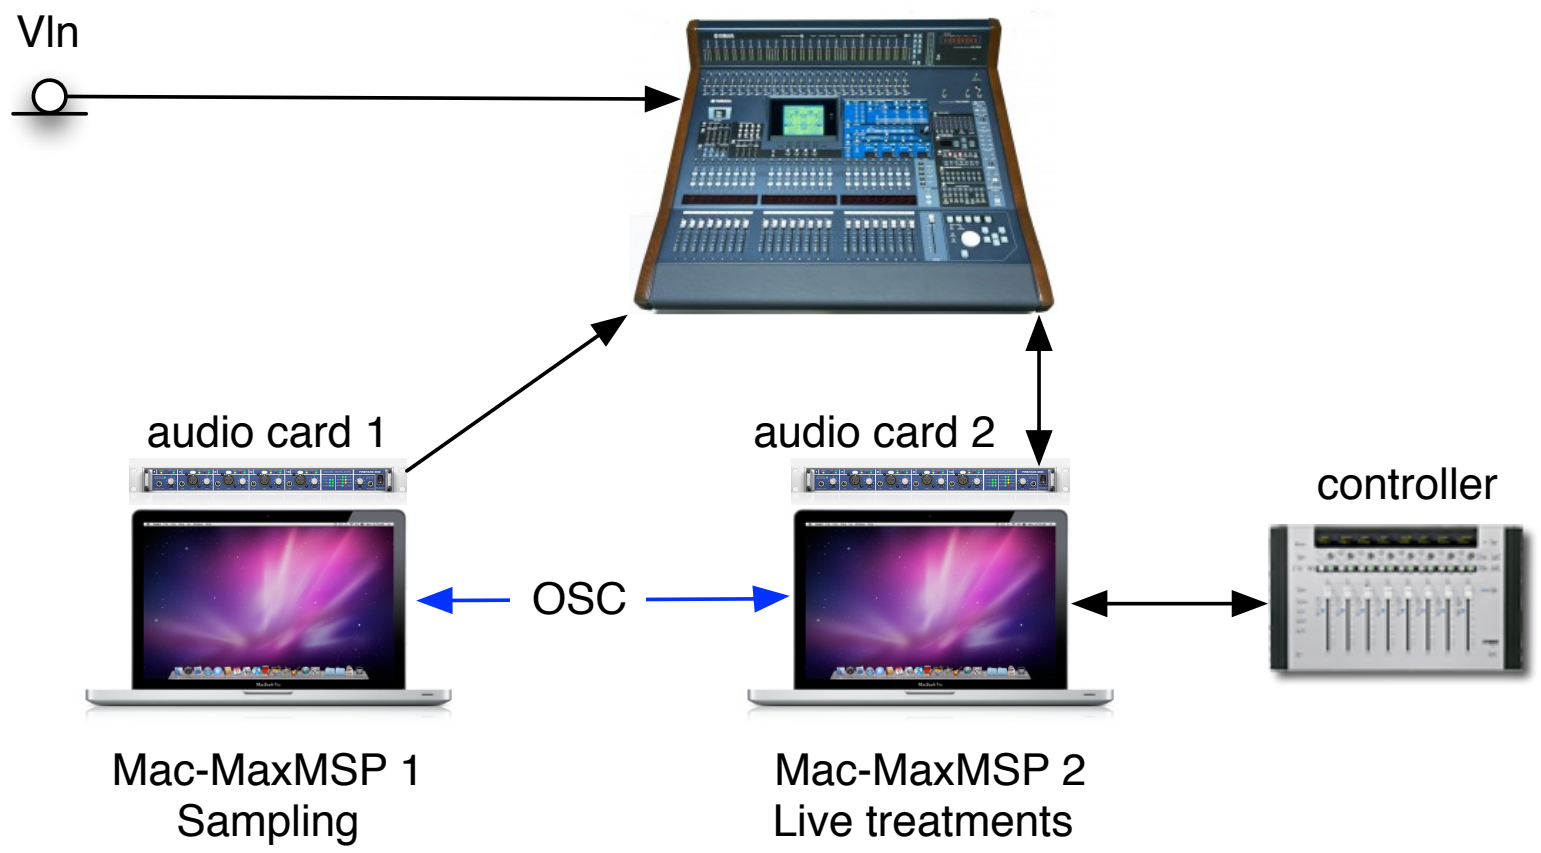 Vln
audio card 1
audio card 2
controller
OSC
Mac-MaxMSP 1
Sampling
Mac-MaxMSP 2
Live treatments